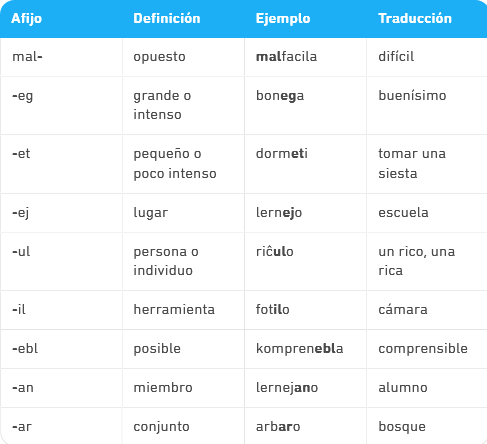 Afijo Definición Ejemplo Traducción
mal- opuesto malfacila difícil
-eg grande o bonega buenísimo
intenso
-et pequeño o dormeti tomar una
poco intenso siesta
-ej lugar lernejo escuela
-ul persona o riĉulo un rico, una
individuo rica
-il herramienta fotilo cámara
-ebl posible komprenebla comprensible
-an miembro lernejano alumno
-ar conjunto arbaro bosque